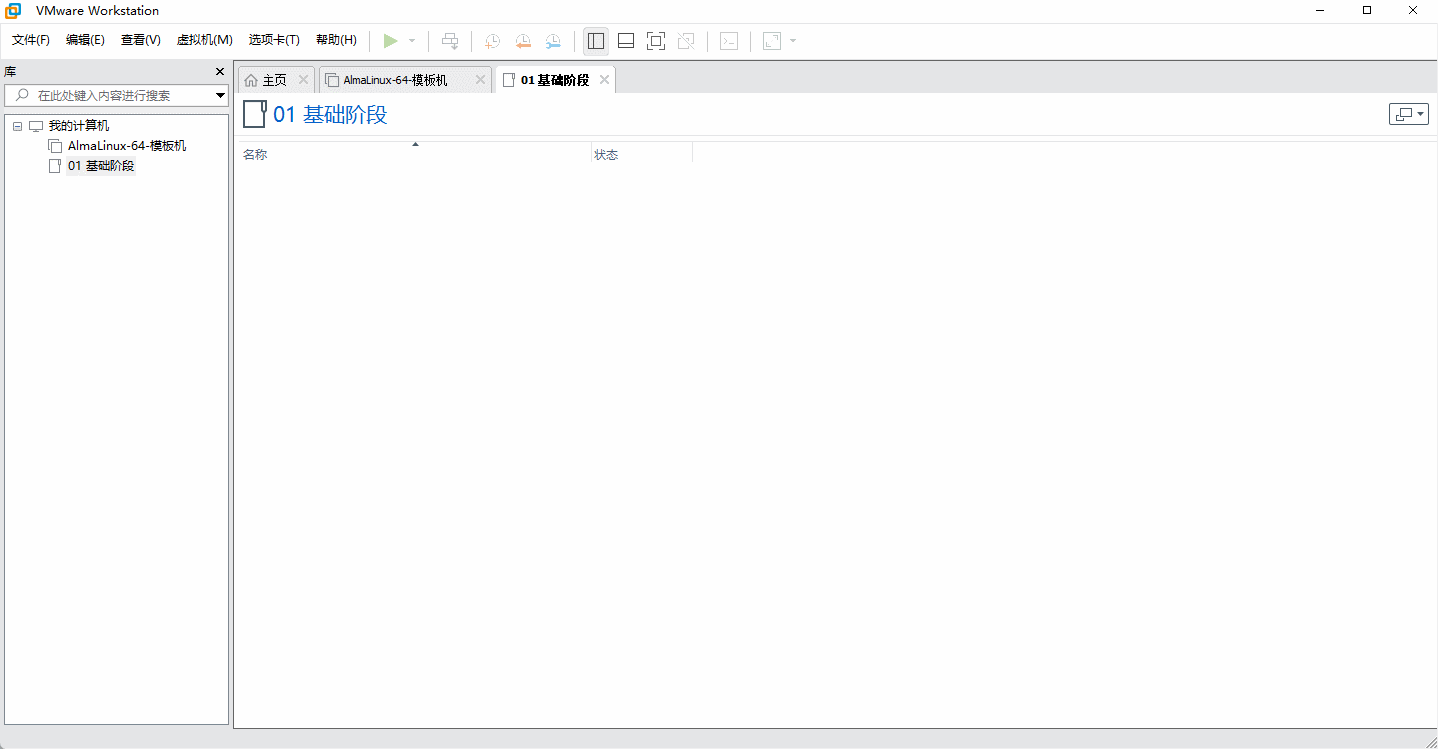 VMware Workstation
文件(F) 编辑(E) 查看(V) 虚拟机(M) 选项卡(T) 帮助(H)
库
在此处键入内容进行搜索
我的计算机
AlmaLinux-64-模板机
01 基础阶段
主页 AlmaLinux-64-模板机 01 基础阶段
01 基础阶段
名称 状态